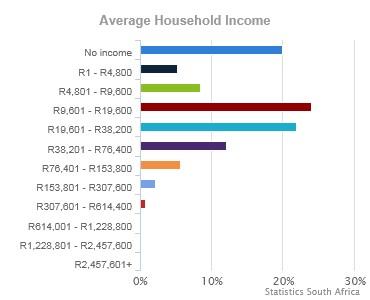 Average Household Income
No income
R1 - R4,800
R4,801 - R9,600
R9,601 - R19,600
R19,601 - R38,200
R38,201 - R76,400
R76,401 - R153,800
R153,801 - R307,600
R307,601 - R614,400
R614,001 - R1,228,800
R1,228,801 - R2,457,600
R2,457,601+
0% 10% 20% 30%
Statistics South Africa